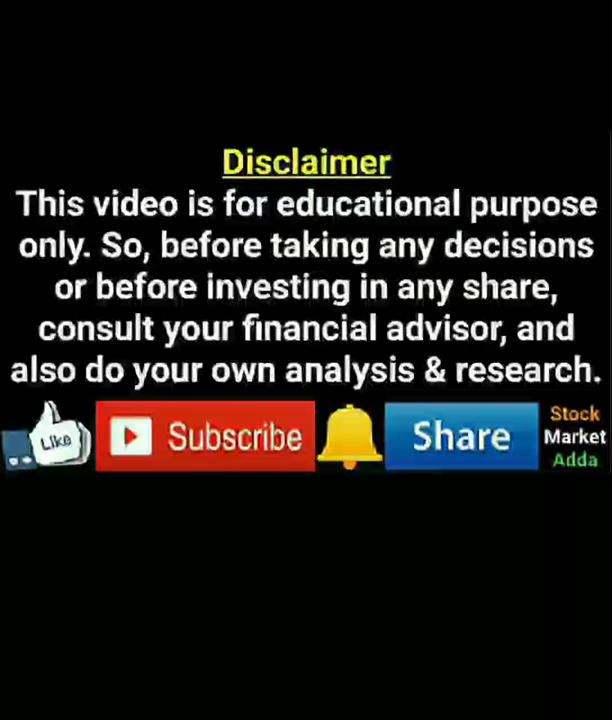 Disclaimer
This video is for educational purpose
only. So, before taking any decisions
or before investing in any share,
consult your financial advisor, and
also do your own analysis & research.
Like
Subscribe
Share
Stock
Market
Adda